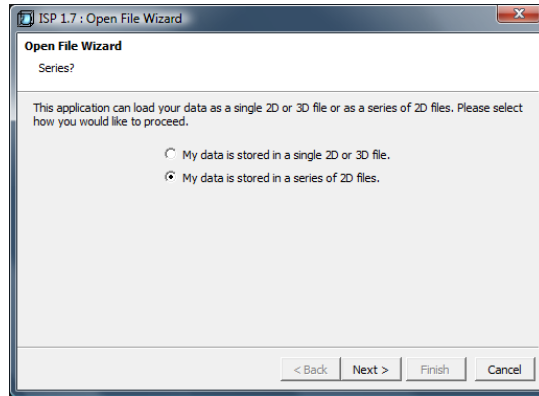 ISP 1.7 : Open File Wizard
Open File Wizard
Series?
This application can load your data as a single 2D or 3D file or as a series of 2D files. Please select
how you would like to proceed.
My data is stored in a single 2D or 3D file.
My data is stored in a series of 2D files.
< Back Next > Finish Cancel